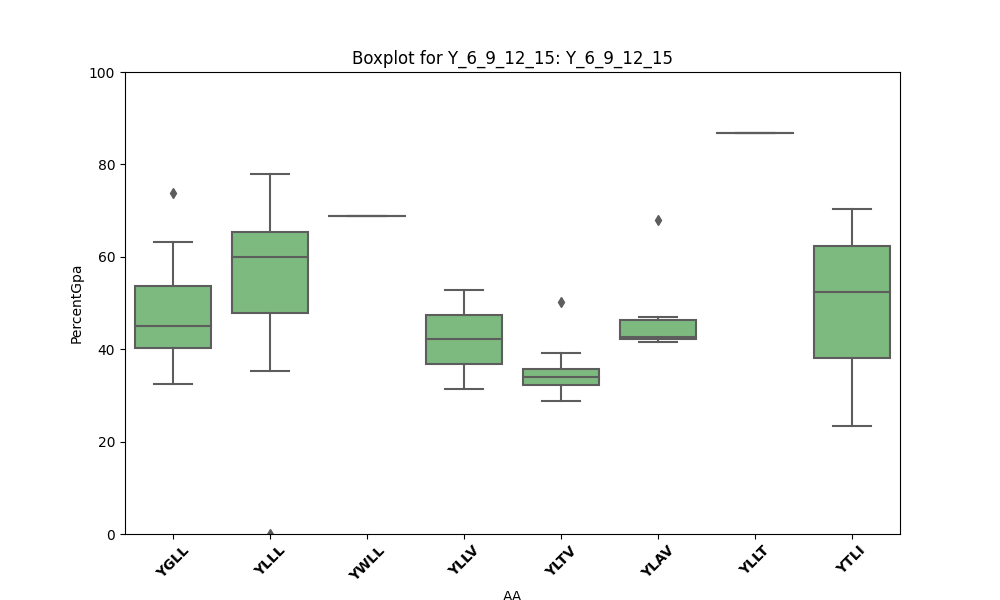 Boxplot for Y_6_9_12_15: Y_6_9_12_15
100
80
60
40
20
0
PercentGpa
YGLL
YLLL
YWLL
YLLV
YLTV
YLAV
YLLT
YTLI
AA